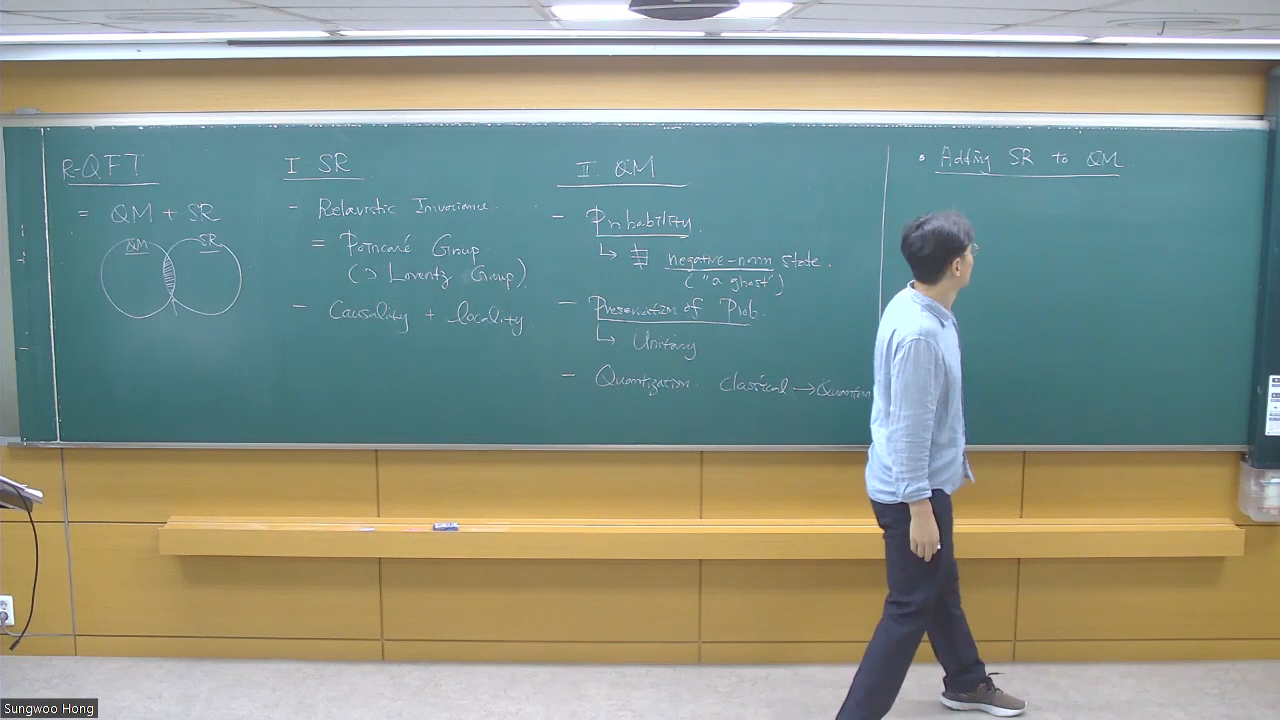 R-QFT
= QM + SR
QM SR
I SR
- Relavistic Invariance.
= Poincaré Group
(⊃ Lorentz Group)
- Causality + locality.
II. QM
- Probability.
↳ ∄ negative-norm state.
("a ghost")
- Preservation of Prob.
↳ Unitary
- Quantization. Classical → Quantum
• Adding SR to QM.
Sungwoo Hong